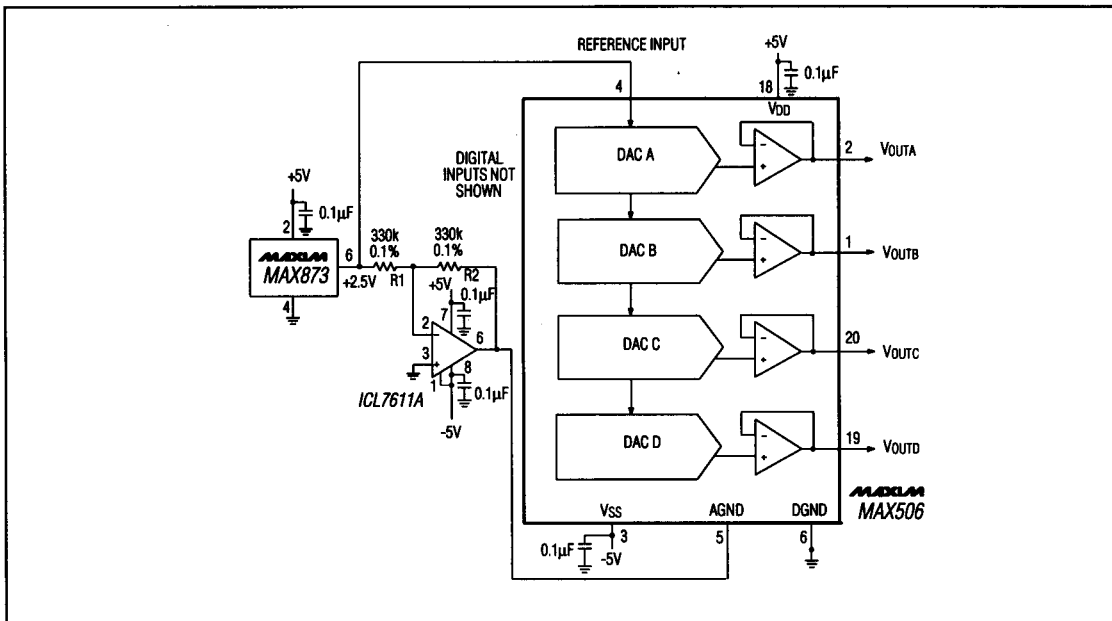 REFERENCE INPUT
+5V
0.1µF
4
18
VDD
DAC A
2
VOUTA
DIGITAL
INPUTS NOT
SHOWN
+5V
0.1µF
2
DAC B
1
VOUTB
MAXIM
MAX873
6
+2.5V
4
330k
0.1%
R1
330k
0.1%
R2
+5V
0.1µF
7
2
3
6
8
1
0.1µF
ICL7611A
-5V
DAC C
20
VOUTC
DAC D
19
VOUTD
MAXIM
MAX506
VSS
AGND
DGND
0.1µF
3
-5V
5
6